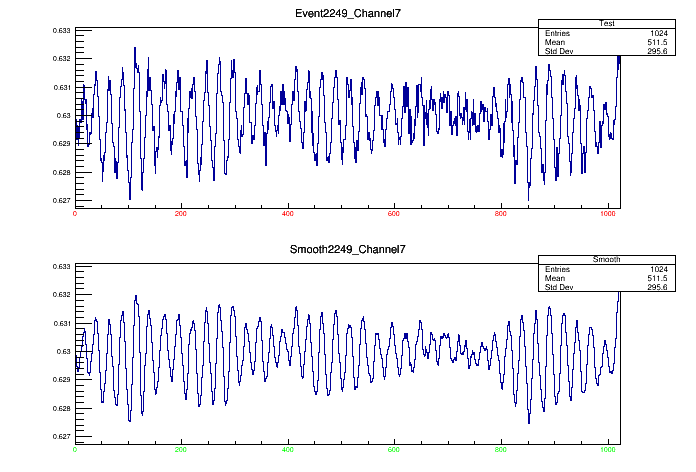 Event2249_Channel7
Test
Entries 1024
Mean 511.5
Std Dev 295.6
0.633
0.632
0.631
0.63
0.629
0.628
0.627
0 200 400 600 800 1000
Smooth2249_Channel7
Smooth
Entries 1024
Mean 511.5
Std Dev 295.6
0.633
0.632
0.631
0.63
0.629
0.628
0.627
0 200 400 600 800 1000